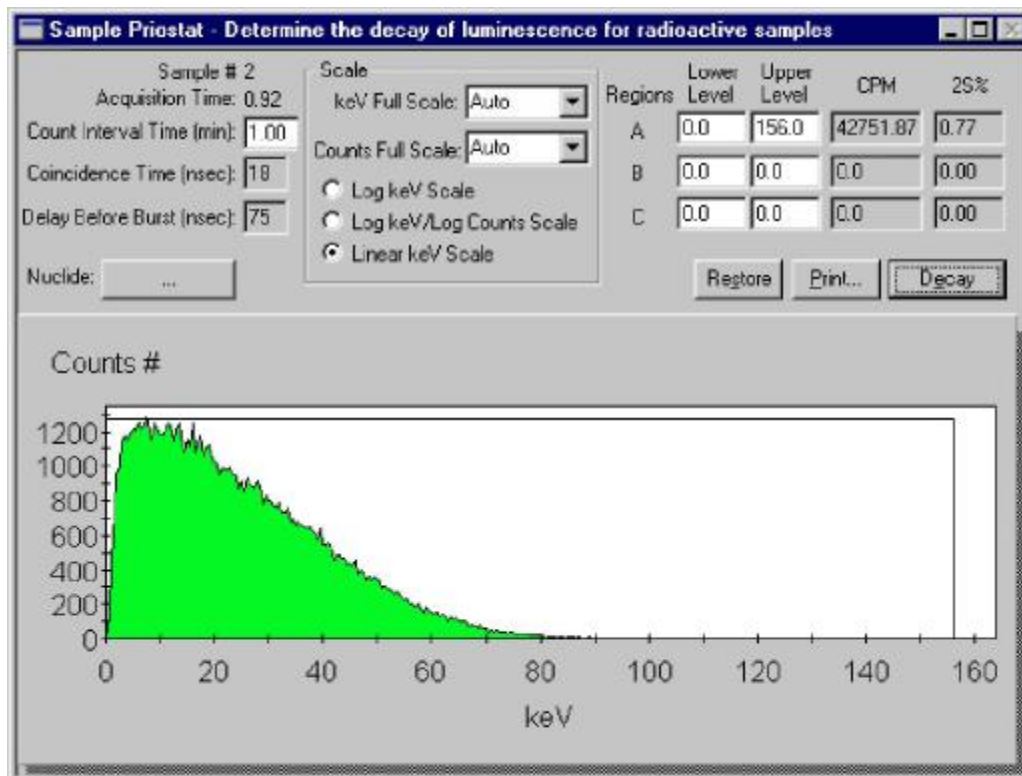 Sample Priostat - Determine the decay of luminescence for radioactive samples
Sample # 2
Acquisition Time: 0.92
Count Interval Time (min): 1.00
Coincidence Time (nsec): 18
Delay Before Burst (nsec): 75
Nuclide: ...
Scale
keV Full Scale: Auto
Counts Full Scale: Auto
Log keV Scale
Log keV/Log Counts Scale
Linear keV Scale
Regions Lower Level Upper Level CPM 2S%
A 0.0 156.0 42751.87 0.77
B 0.0 0.0 0.0 0.00
C 0.0 0.0 0.0 0.00
Restore Print... Decay
Counts #
1200
1000
800
600
400
200
0
0 20 40 60 80 100 120 140 160
keV